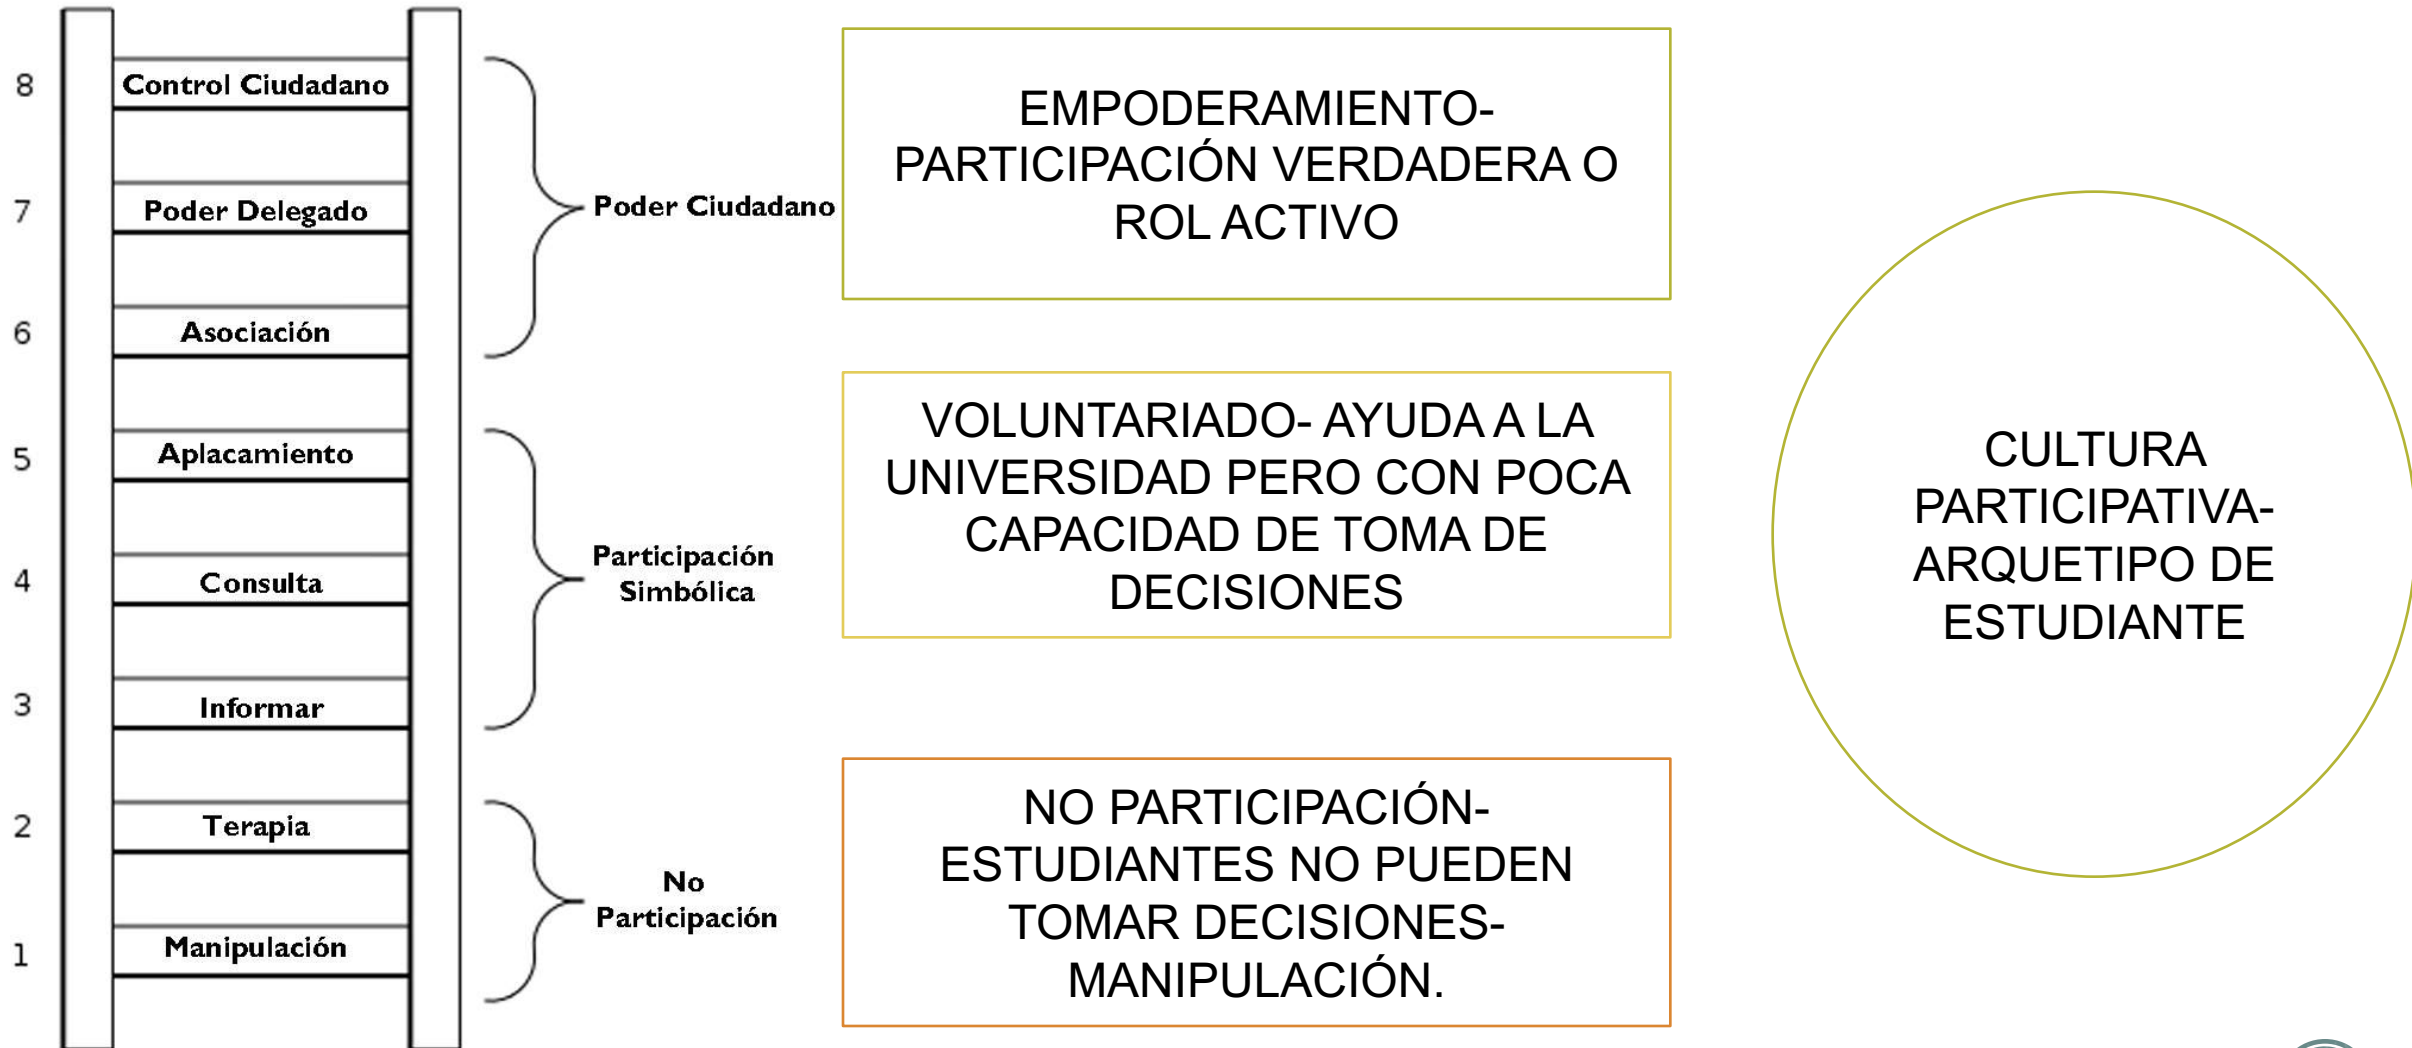 8
Control Ciudadano
7
Poder Delegado
6
Asociación
5
Aplacamiento
4
Consulta
3
Informar
2
Terapia
1
Manipulación
Poder Ciudadano
Participación
Simbólica
No
Participación
EMPODERAMIENTO-
PARTICIPACIÓN VERDADERA O
ROL ACTIVO
VOLUNTARIADO- AYUDA A LA
UNIVERSIDAD PERO CON POCA
CAPACIDAD DE TOMA DE
DECISIONES
NO PARTICIPACIÓN-
ESTUDIANTES NO PUEDEN
TOMAR DECISIONES-
MANIPULACIÓN.
CULTURA
PARTICIPATIVA-
ARQUETIPO DE
ESTUDIANTE